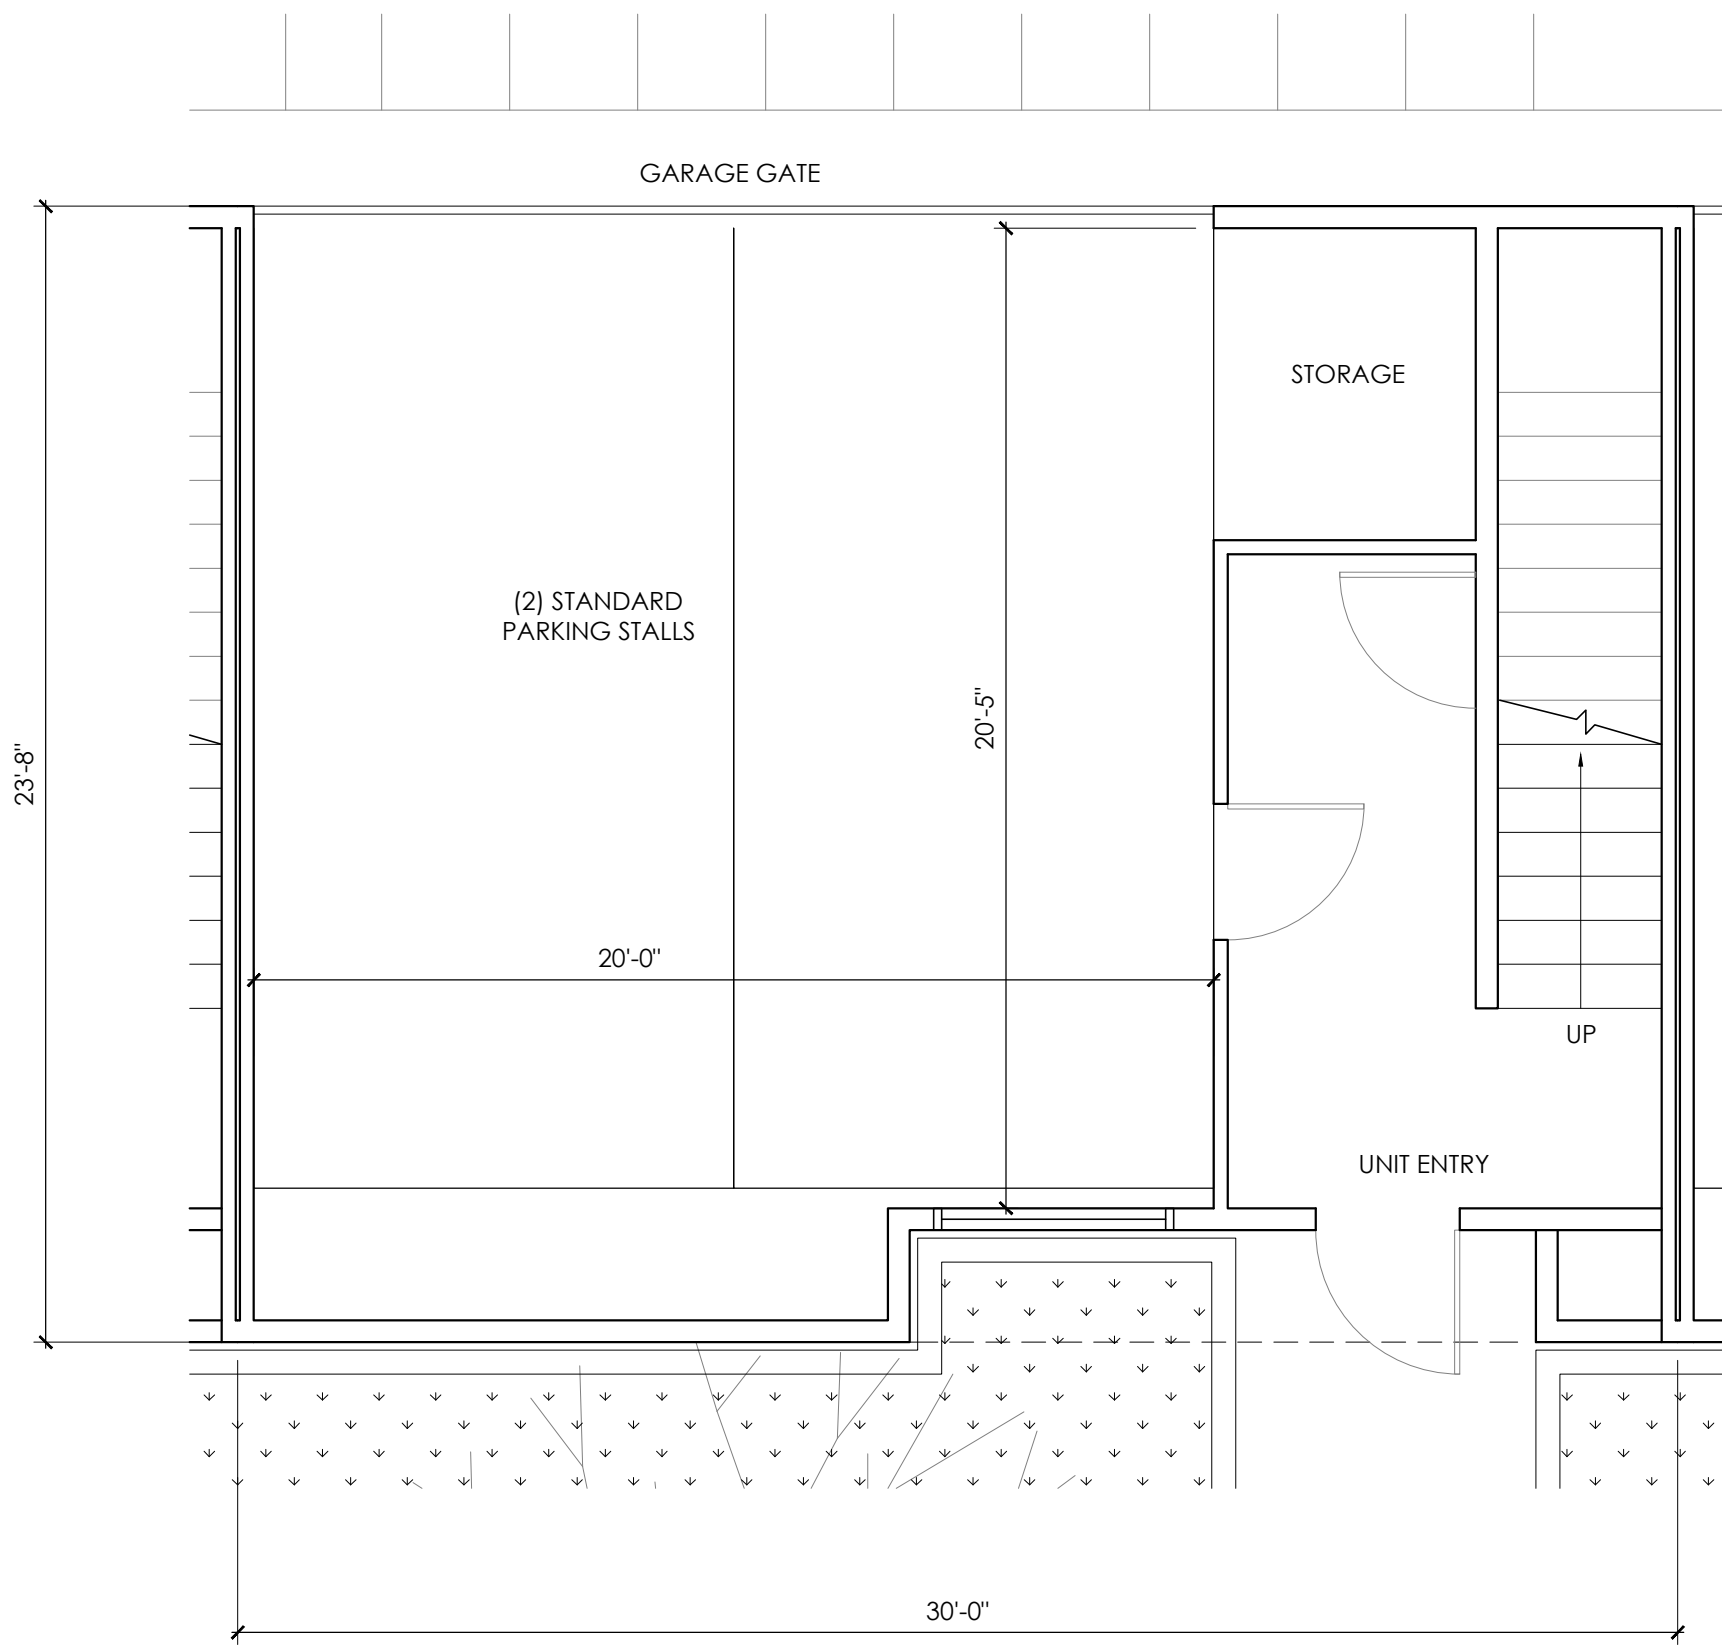 GARAGE GATE
STORAGE
(2) STANDARD
PARKING STALLS
20'-5"
23'-8"
20'-0"
UP
UNIT ENTRY
30'-0"